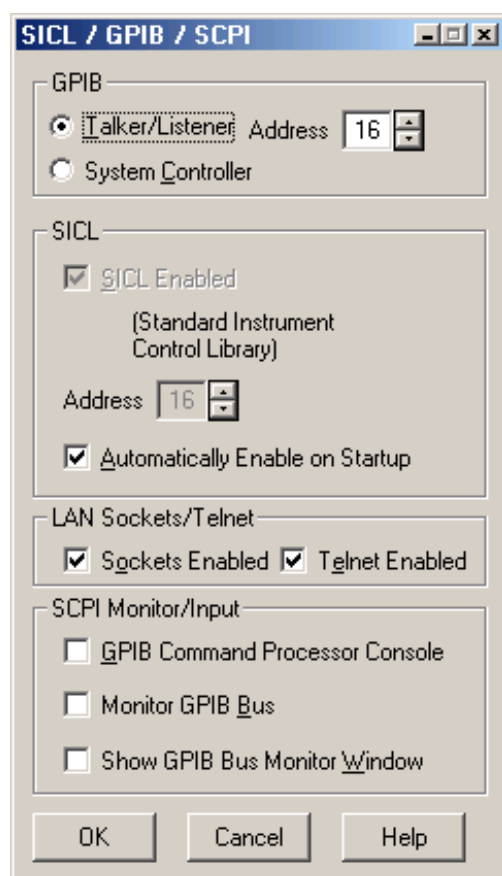 SICL / GPIB / SCPI
GPIB
Talker/Listener Address 16
System Controller
SICL
SICL Enabled
(Standard Instrument
Control Library)
Address 16
Automatically Enable on Startup
LAN Sockets/Telnet
Sockets Enabled Telnet Enabled
SCPI Monitor/Input
GPIB Command Processor Console
Monitor GPIB Bus
Show GPIB Bus Monitor Window
OK Cancel Help